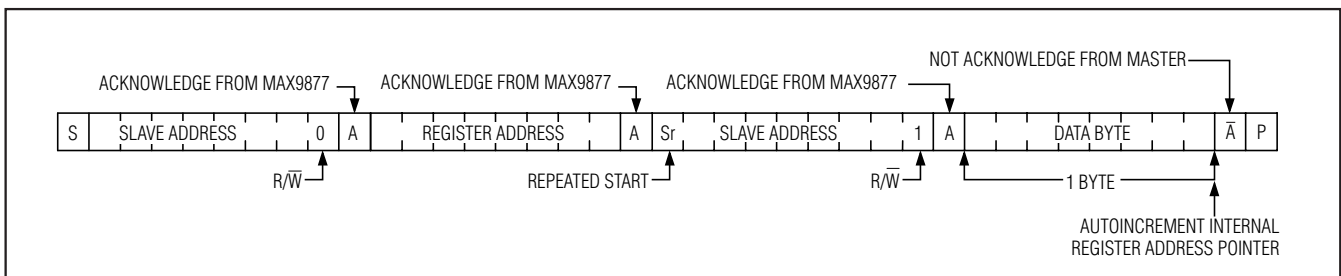 NOT ACKNOWLEDGE FROM MASTER
ACKNOWLEDGE FROM MAX9877 ACKNOWLEDGE FROM MAX9877 ACKNOWLEDGE FROM MAX9877
S SLAVE ADDRESS 0 A REGISTER ADDRESS A Sr SLAVE ADDRESS 1 A DATA BYTE A̅ P
R/W̅ REPEATED START R/W̅ 1 BYTE
AUTOINCREMENT INTERNAL
REGISTER ADDRESS POINTER